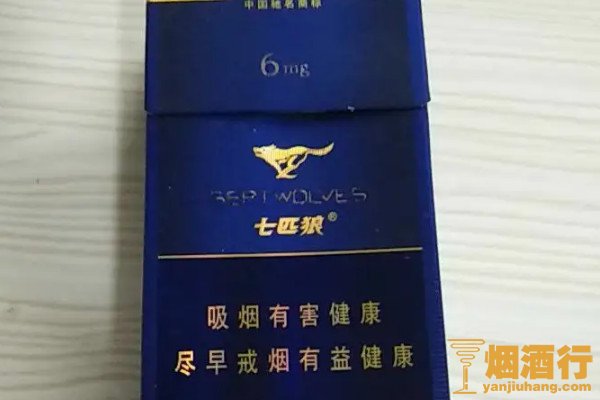 中国驰名商标
6mg
SEPTWOLVES
七匹狼®
吸烟有害健康
尽早戒烟有益健康
烟酒行
yanjiuhang.com